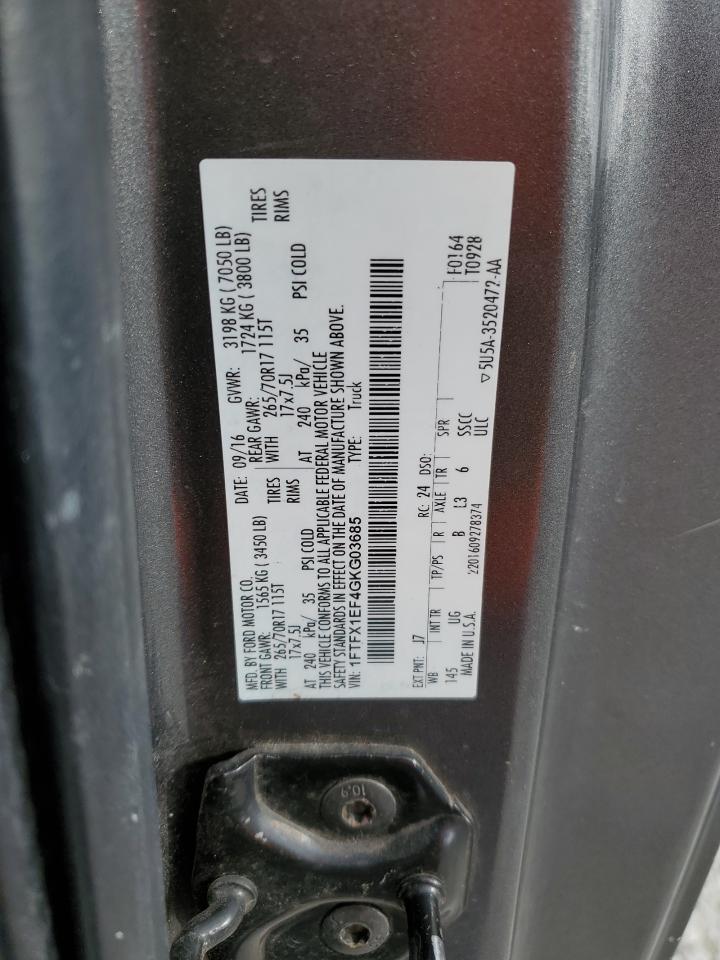 MFD. BY FORD MOTOR CO.
DATE: 09/16
GVWR: 3198 KG ( 7050 LB)
FRONT GAWR: 1565 KG ( 3450 LB)
REAR GAWR: 1724 KG ( 3800 LB)
WITH 265/70R17 115T TIRES
WITH 265/70R17 115T TIRES
17x7.5J RIMS
17x7.5J RIMS
AT 240 kPa/ 35 PSI COLD
AT 240 kPa/ 35 PSI COLD
THIS VEHICLE CONFORMS TO ALL APPLICABLE FEDERAL MOTOR VEHICLE
SAFETY STANDARDS IN EFFECT ON THE DATE OF MANUFACTURE SHOWN ABOVE.
VIN: 1FTFX1EF4GKG03685
TYPE: Truck
F0164
T0928
EXT PNT: J7 RC: 24 DSO:
WB INT TR TP/PS R AXLE TR SPR
145 UG B L3 6 SSCC
ULC
MADE IN U.S.A.
2201609278374
▽5U5A-3520472-AA
10.9